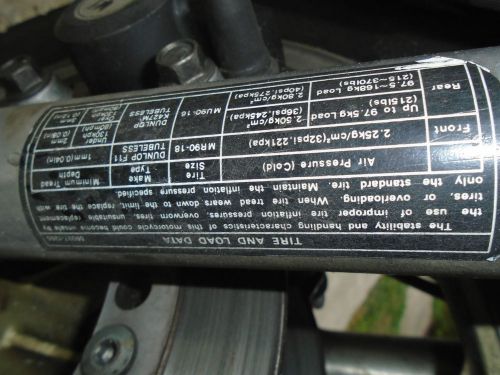 TIRE AND LOAD DATA
The stability and handling characteristics of this motorcycle could become unsafe by
the use of improper tire inflation pressures, overworn tires, unsuitable replacement
tires, or overloading. When tire tread wears down to the limit, replace the tire with
only the standard tire. Maintain the inflation pressure specified.
Air Pressure (Cold) Tire Size Make Type Minimum Tread Depth
Front 2.25kg/cm²(32psi,221kpa) MR90-18 DUNLOP F11 TUBELESS 1mm(0.04in)
Rear Up to 97.5kg Load (215lbs) 2.50kg/cm² (36psi,245kpa) MU90-16 DUNLOP TUBELESS Under 130kph (80mph) 2mm (0.08in)
97.5~168kg Load (215~370lbs) 2.80kg/cm² (40psi,275kpa)